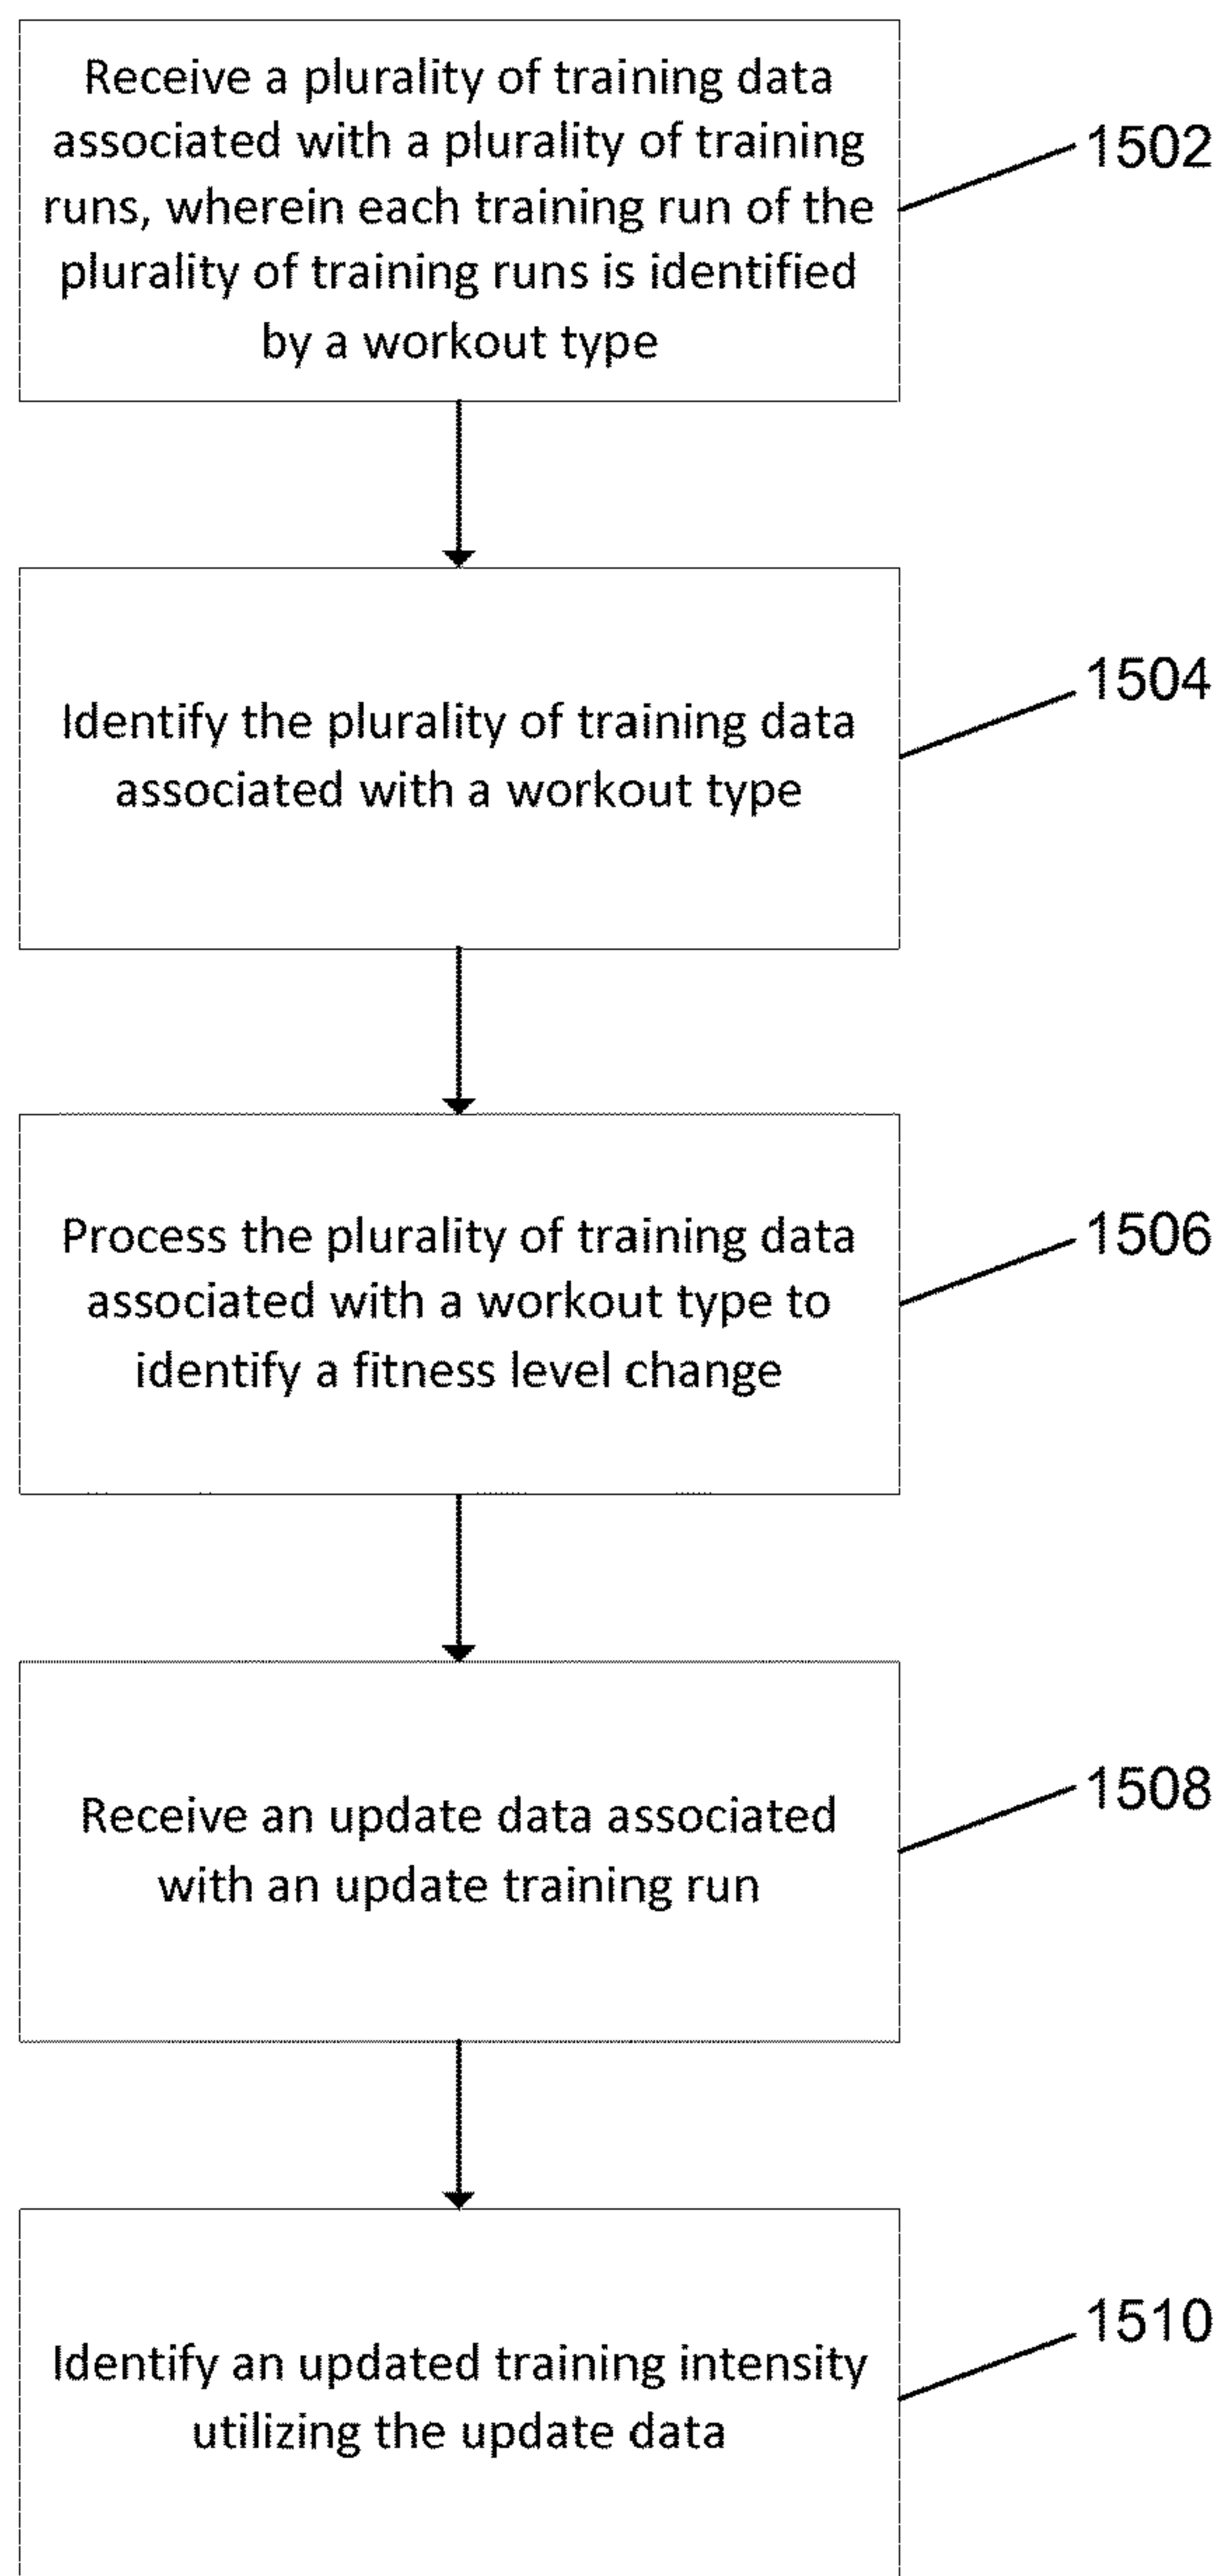 Receive a plurality of training data
associated with a plurality of training
runs, wherein each training run of the
plurality of training runs is identified
by a workout type
1502
Identify the plurality of training data
associated with a workout type
1504
Process the plurality of training data
associated with a workout type to
identify a fitness level change
1506
Receive an update data associated
with an update training run
1508
Identify an updated training intensity
utilizing the update data
1510